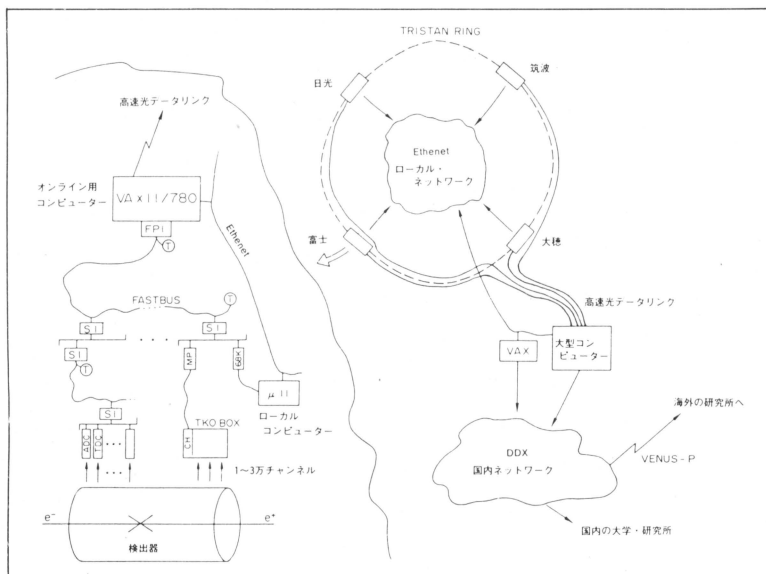 TRISTAN RING
日光
筑波
Ethenet
ローカル・
ネットワーク
富士
大穂
高速光データリンク
VAX
大型コン
ピューター
DDX
国内ネットワーク
海外の研究所へ
VENUS-P
国内の大学・研究所
高速光データリンク
オンライン用
コンピューター
VAX11/780
FPI
T
Ethenet
FASTBUS
T
SI
SI
SI
T
MP
68K
μ11
ローカル
コンピューター
SI
TKO BOX
CH
ADC
TDC
1〜3万チャンネル
e⁻
e⁺
検出器